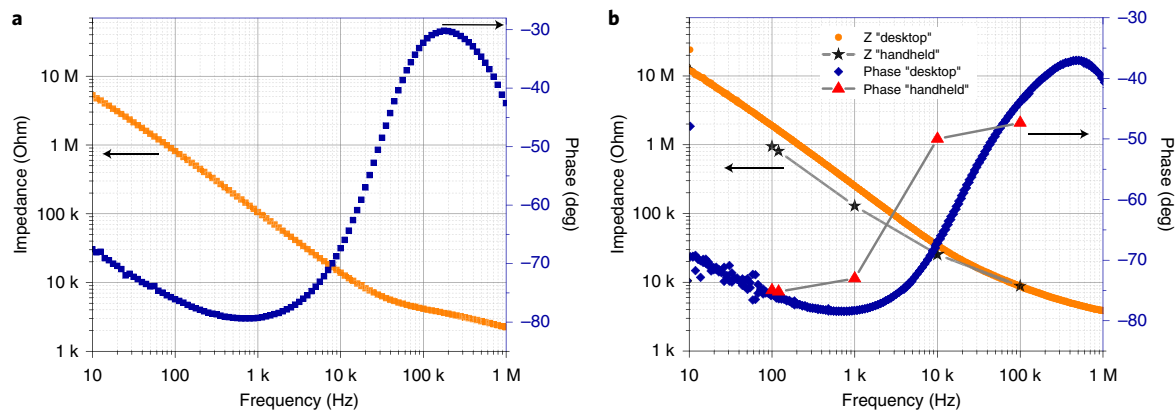 a
10 M
1 M
100 k
10 k
1 k
Impedance (Ohm)
10
100
1 k
10 k
100 k
1 M
Frequency (Hz)
−30
−40
−50
−60
−70
−80
Phase (deg)
b
Z "desktop"
Z "handheld"
Phase "desktop"
Phase "handheld"
10 M
1 M
100 k
10 k
1 k
Impedance (Ohm)
10
100
1 k
10 k
100 k
1 M
Frequency (Hz)
−30
−40
−50
−60
−70
−80
Phase (deg)